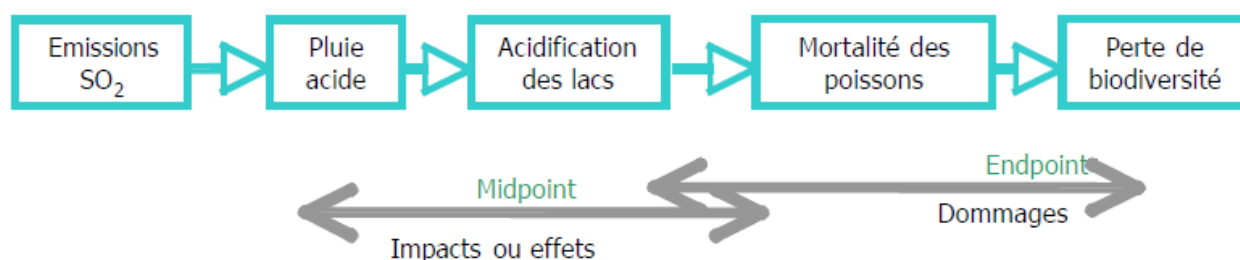 Emissions
SO₂
Pluie
acide
Acidification
des lacs
Mortalité des
poissons
Perte de
biodiversité
Midpoint
Endpoint
Impacts ou effets
Dommages